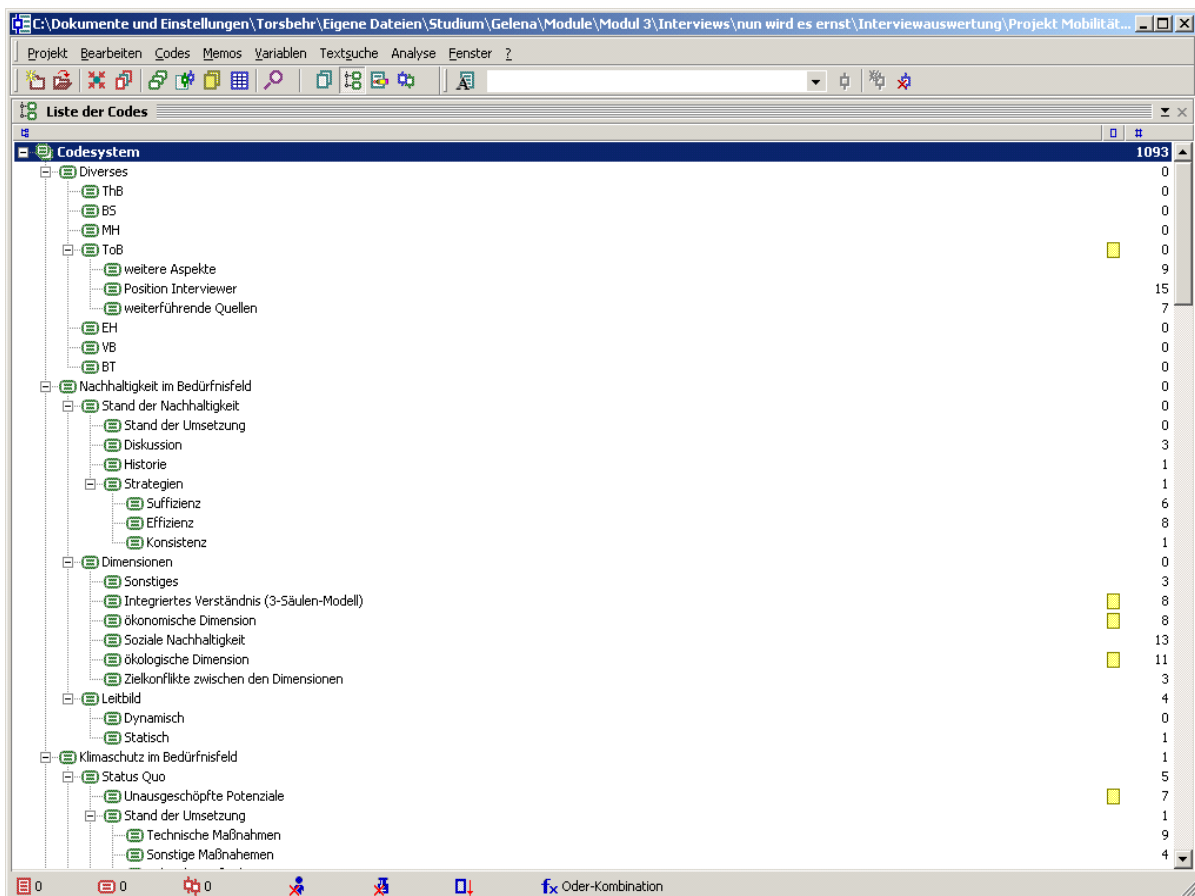 C:\Dokumente und Einstellungen\Torsbehr\Eigene Dateien\Studium\Gelena\Module\Modul 3\Interviews\nun wird es ernst\Interviewauswertung\Projekt Mobilität...
Projekt Bearbeiten Codes Memos Variablen Textsuche Analyse Fenster ?
Liste der Codes
#
Codesystem 1093
Diverses 0
ThB 0
BS 0
MH 0
ToB 0
weitere Aspekte 9
Position Interviewer 15
weiterführende Quellen 7
EH 0
VB 0
BT 0
Nachhaltigkeit im Bedürfnisfeld 0
Stand der Nachhaltigkeit 0
Stand der Umsetzung 0
Diskussion 3
Historie 1
Strategien 1
Suffizienz 6
Effizienz 8
Konsistenz 1
Dimensionen 0
Sonstiges 3
Integriertes Verständnis (3-Säulen-Modell) 8
ökonomische Dimension 8
Soziale Nachhaltigkeit 13
ökologische Dimension 11
Zielkonflikte zwischen den Dimensionen 3
Leitbild 4
Dynamisch 0
Statisch 1
Klimaschutz im Bedürfnisfeld 1
Status Quo 5
Unausgeschöpfte Potenziale 7
Stand der Umsetzung 1
Technische Maßnahmen 9
Sonstige Maßnahemen 4
0 0 0 fx Oder-Kombination